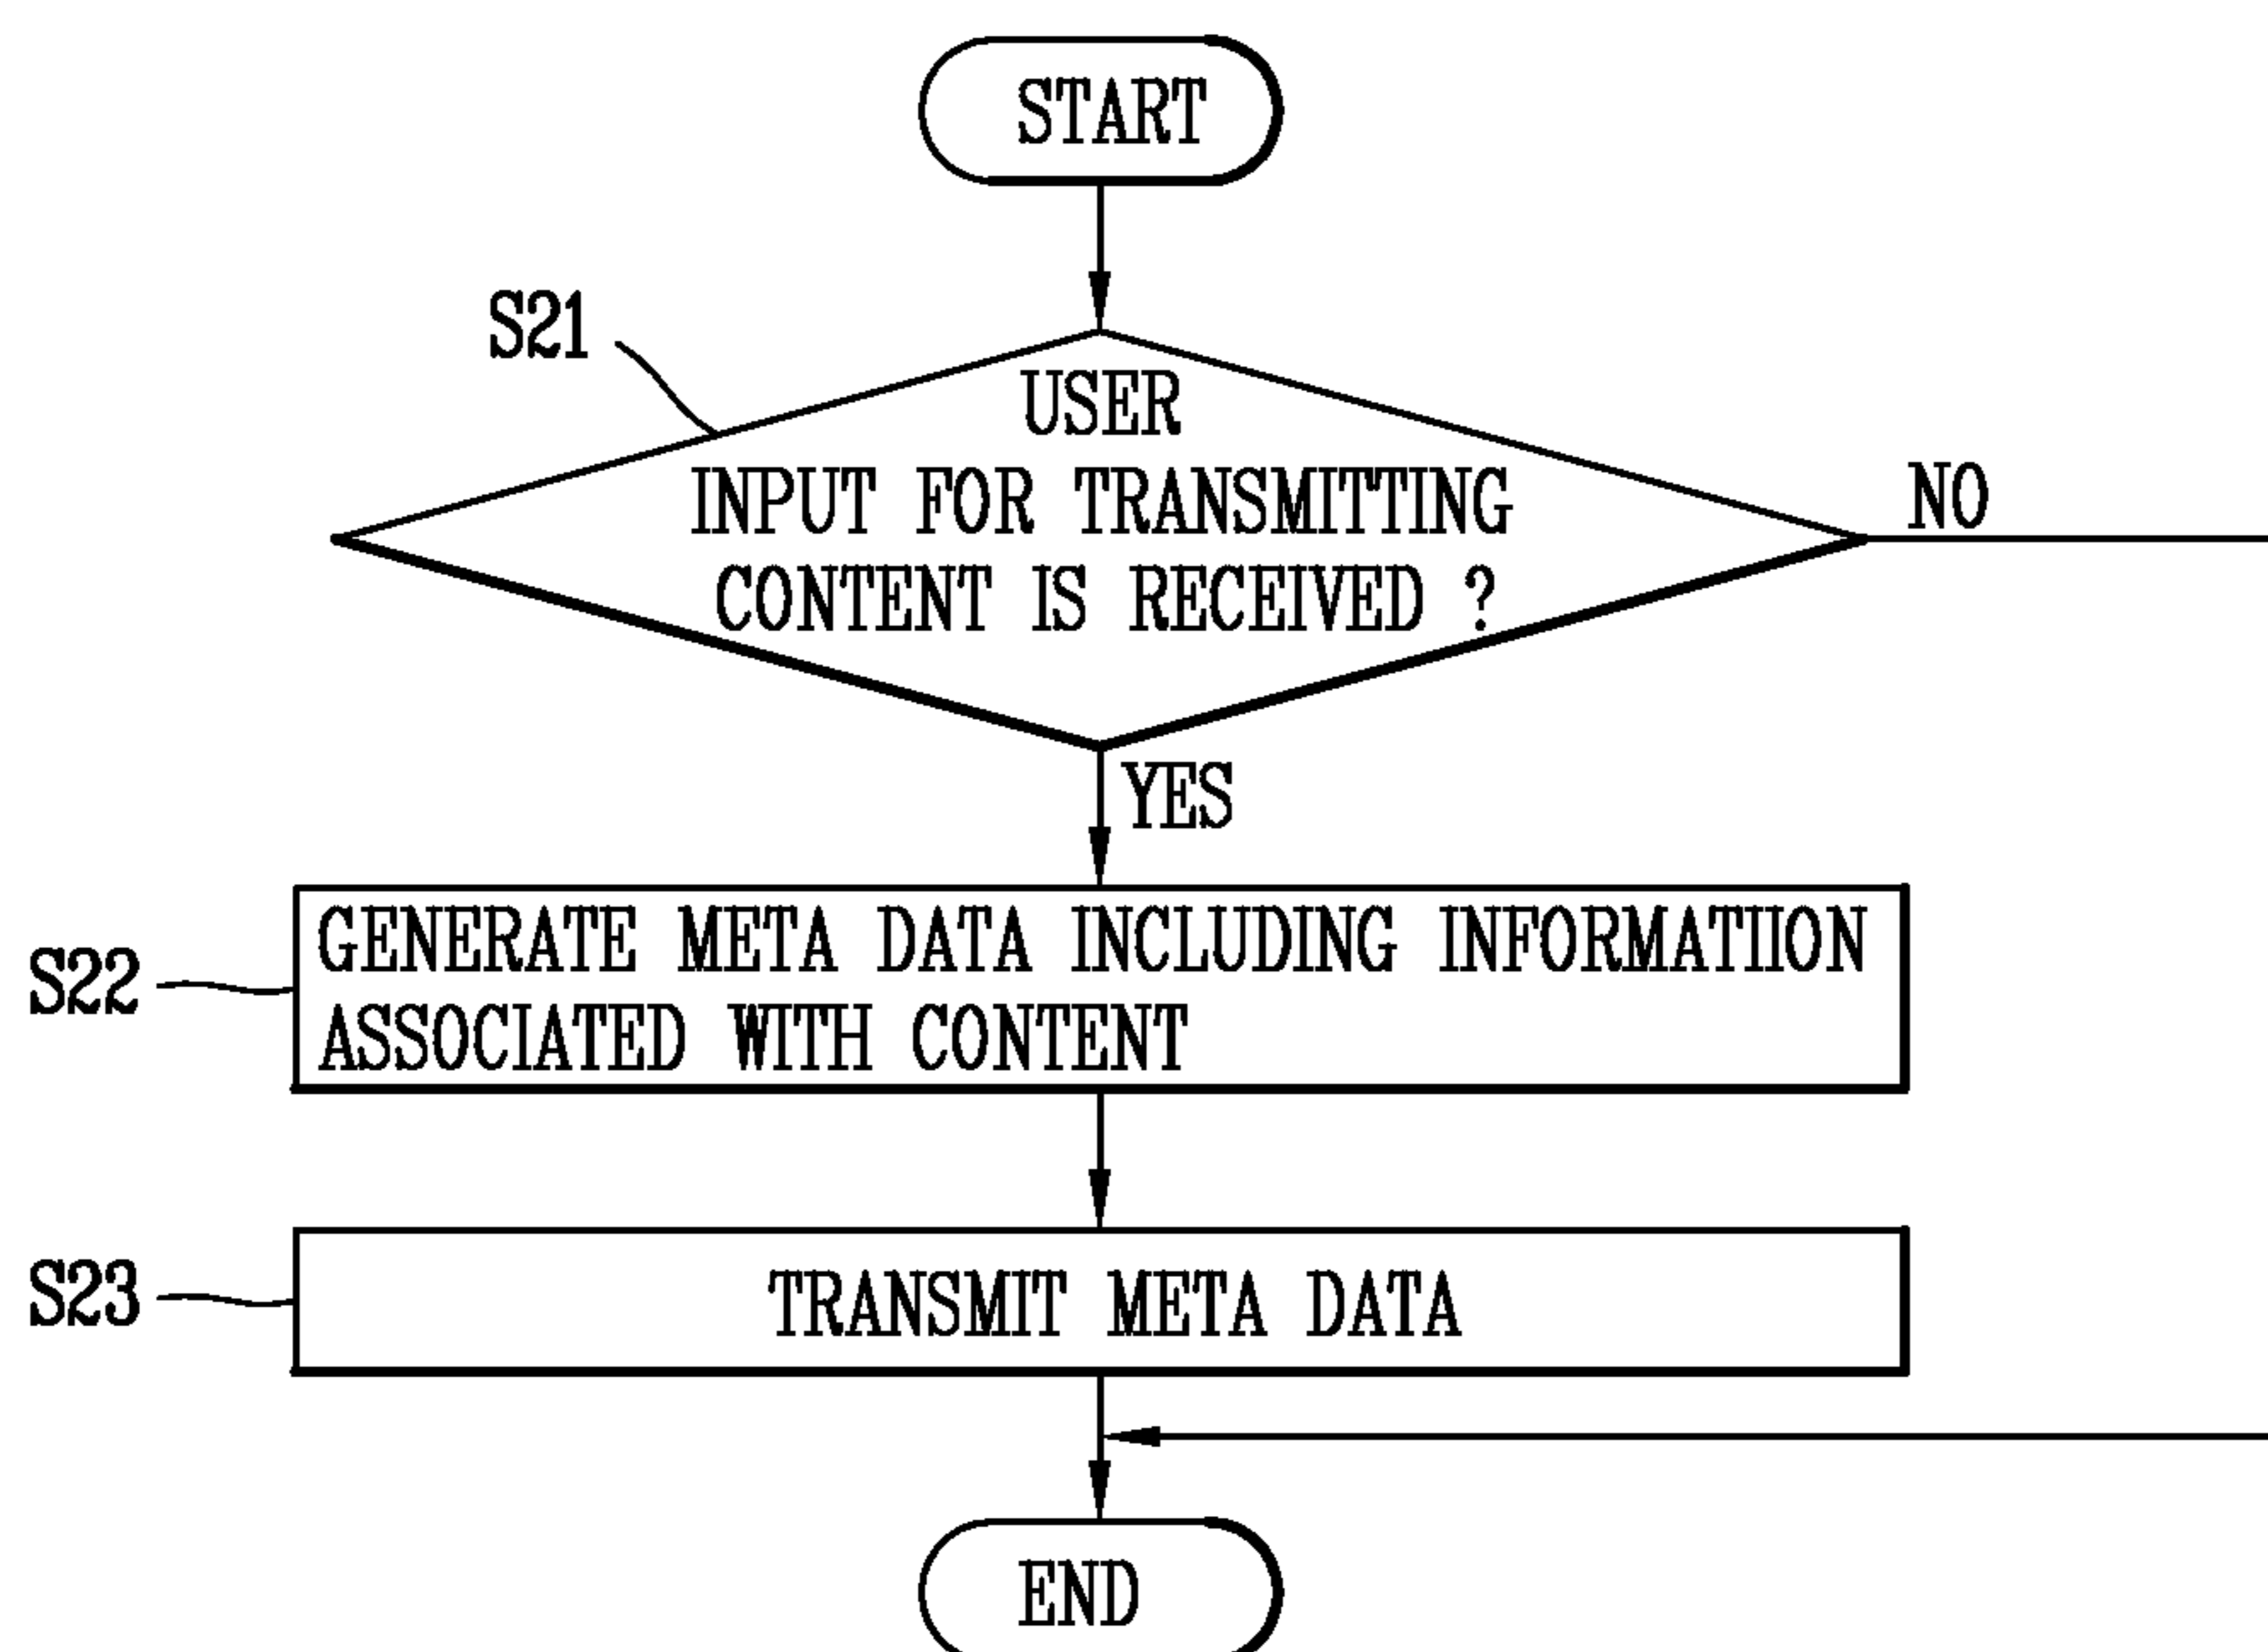 START
S21
USER
INPUT FOR TRANSMITTING
CONTENT IS RECEIVED ?
NO
YES
S22
GENERATE META DATA INCLUDING INFORMATIION
ASSOCIATED WITH CONTENT
S23
TRANSMIT META DATA
END